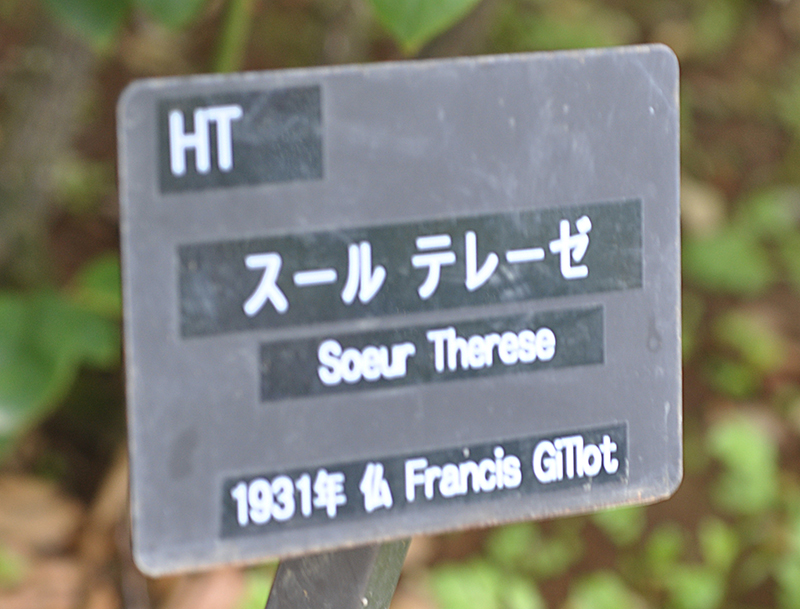 HT
スール テレーゼ
Soeur Therese
1931年 仏 Francis Gillot